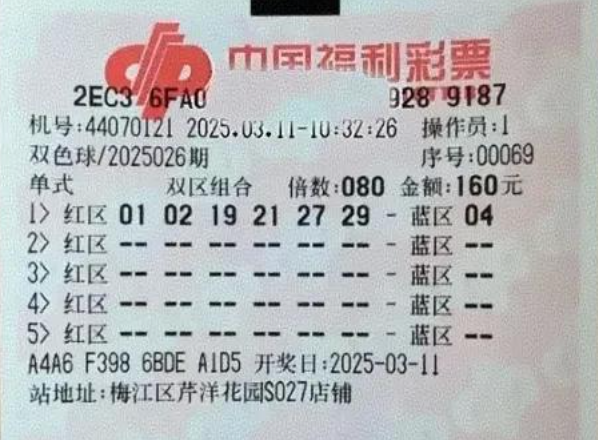 中国福利彩票
2EC3 6FA0 928 9187
机号:44070121 2025.03.11-10:32:26 操作员:1
双色球/2025026期 序号:00069
单式 双区组合 倍数:080 金额:160元
1> 红区 01 02 19 21 27 29 - 蓝区 04
2> 红区 -- -- -- -- -- -- - 蓝区 --
3> 红区 -- -- -- -- -- -- - 蓝区 --
4> 红区 -- -- -- -- -- -- - 蓝区 --
5> 红区 -- -- -- -- -- -- - 蓝区 --
A4A6 F398 6BDE A1D5 开奖日:2025-03-11
站地址:梅江区芹洋花园S027店铺